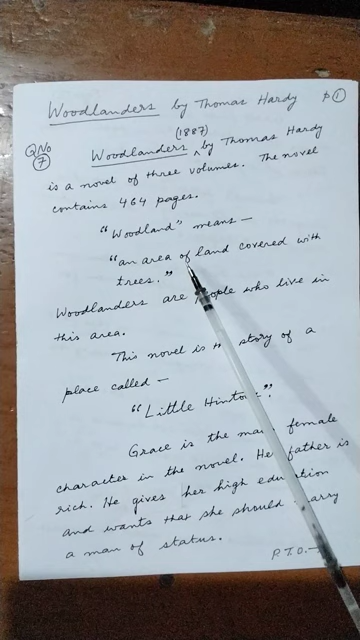 Woodlanders by Thomas Hardy P ①
Q No ⑦
(1887)
Woodlanders ^ by Thomas Hardy
is a novel of three volumes. The novel
contains 464 pages.
"Woodland" means —
"an area of land covered with
trees."
Woodlanders are people who live in
this area.
This novel is the story of a
place called —
"Little Hintock".
Grace is the main female
character in the novel. Her father is
rich. He gives her high education
and wants that she should marry
a man of status.
P.T.O. —